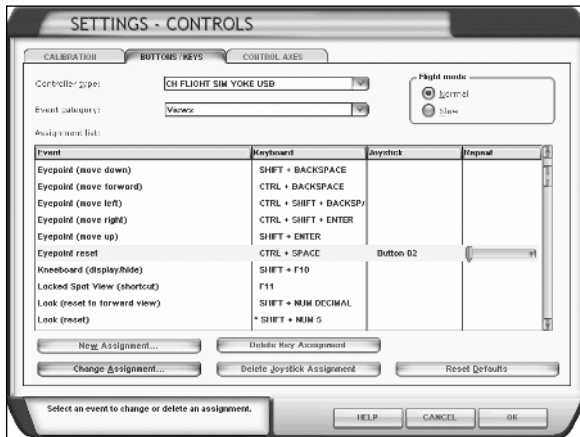 SETTINGS - CONTROLS
CALIBRATION BUTTONS / KEYS CONTROL AXES
Controller type: CH FLIGHT SIM YOKE USB
Flight mode
Normal
Slew
Event category: Views
Assignment list:
Event Keyboard Joystick Repeat
Eyepoint (move down) SHIFT + BACKSPACE
Eyepoint (move forward) CTRL + BACKSPACE
Eyepoint (move left) CTRL + SHIFT + BACKSP
Eyepoint (move right) CTRL + SHIFT + ENTER
Eyepoint (move up) SHIFT + ENTER
Eyepoint reset CTRL + SPACE Button 02
Kneeboard (display/hide) SHIFT + F10
Locked Spot View (shortcut) F11
Look (reset to forward view) SHIFT + NUM DECIMAL
Look (reset) * SHIFT + NUM 5
New Assignment... Delete Key Assignment
Change Assignment... Delete Joystick Assignment Reset Defaults
Select an event to change or delete an assignment.
HELP CANCEL OK